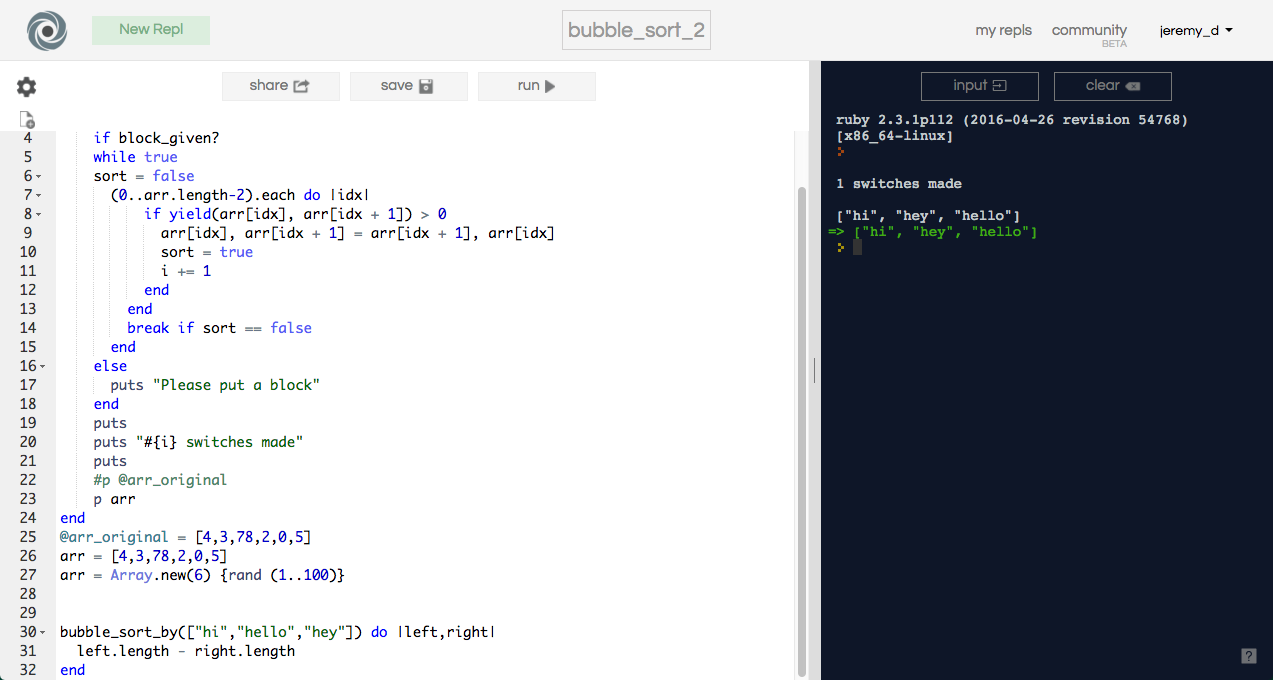 New Repl
bubble_sort_2
my repls community jeremy_d
BETA
share save run
input clear
4 if block_given?
5 while true
6 sort = false
7 (0..arr.length-2).each do |idx|
8 if yield(arr[idx], arr[idx + 1]) > 0
9 arr[idx], arr[idx + 1] = arr[idx + 1], arr[idx]
10 sort = true
11 i += 1
12 end
13 end
14 break if sort == false
15 end
16 else
17 puts "Please put a block"
18 end
19 puts
20 puts "#{i} switches made"
21 puts
22 #p @arr_original
23 p arr
24 end
25 @arr_original = [4,3,78,2,0,5]
26 arr = [4,3,78,2,0,5]
27 arr = Array.new(6) {rand (1..100)}
28
29
30 bubble_sort_by(["hi","hello","hey"]) do |left,right|
31 left.length - right.length
32 end
ruby 2.3.1p112 (2016-04-26 revision 54768)
[x86_64-linux]
1 switches made
["hi", "hey", "hello"]
=> ["hi", "hey", "hello"]
?